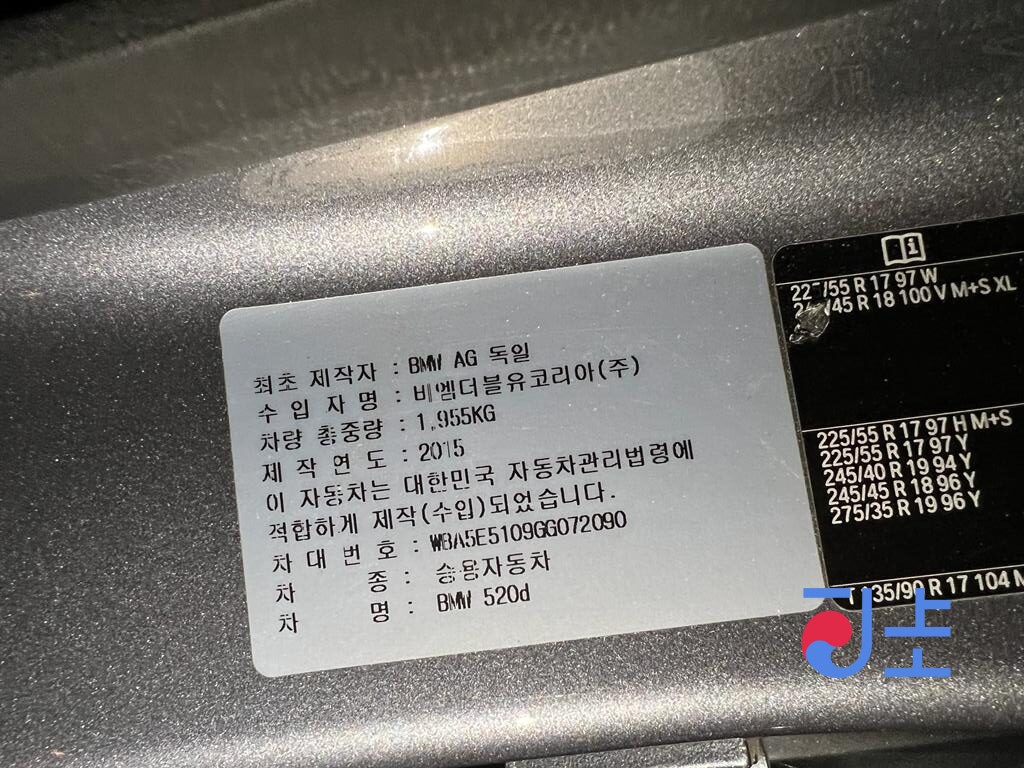 최초 제작자 : BMW AG 독일
수 입 자 명 : 비엠더블유코리아(주)
차량 총중량 : 1,955KG
제 작 연 도 : 2015
이 자동차는 대한민국 자동차관리법령에
적합하게 제작(수입)되었습니다.
차 대 번 호 : WBA5E5109GG072090
차 종 : 승용자동차
차 명 : BMW 520d
/55 R 17 97 W
/45 R 18 100 V M+S XL
225/55 R 17 97 H M+S
225/55 R 17 97 Y
245/40 R 19 94 Y
245/45 R 18 96 Y
275/35 R 19 96 Y
T 135/90 R 17 104 M